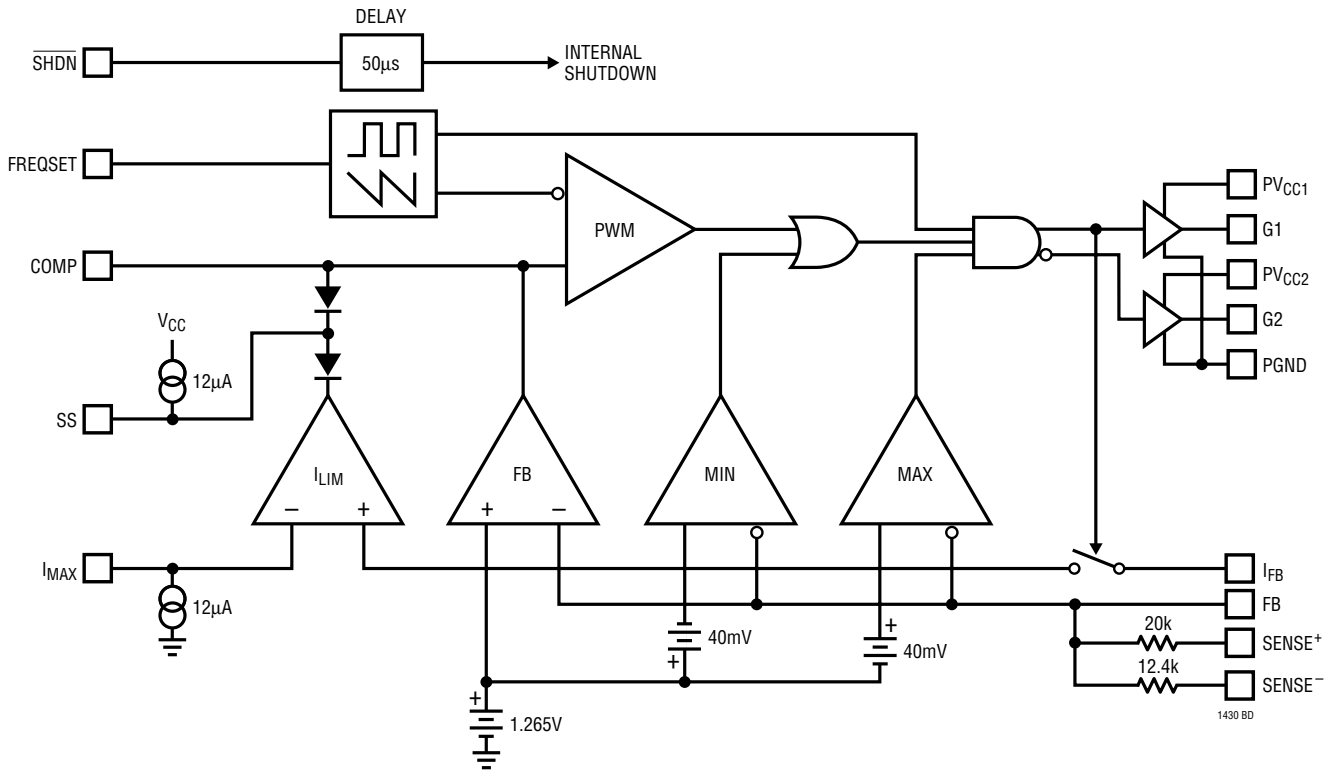 DELAY
SHDN
50µs
INTERNAL
SHUTDOWN
FREQSET
PVCC1
G1
PWM
COMP
PVCC2
G2
VCC
12µA
PGND
SS
ILIM
FB
MIN
MAX
− +
+ −
IMAX
IFB
12µA
FB
20k
40mV
+
SENSE+
+
40mV
12.4k
SENSE−
+
1.265V
1430 BD